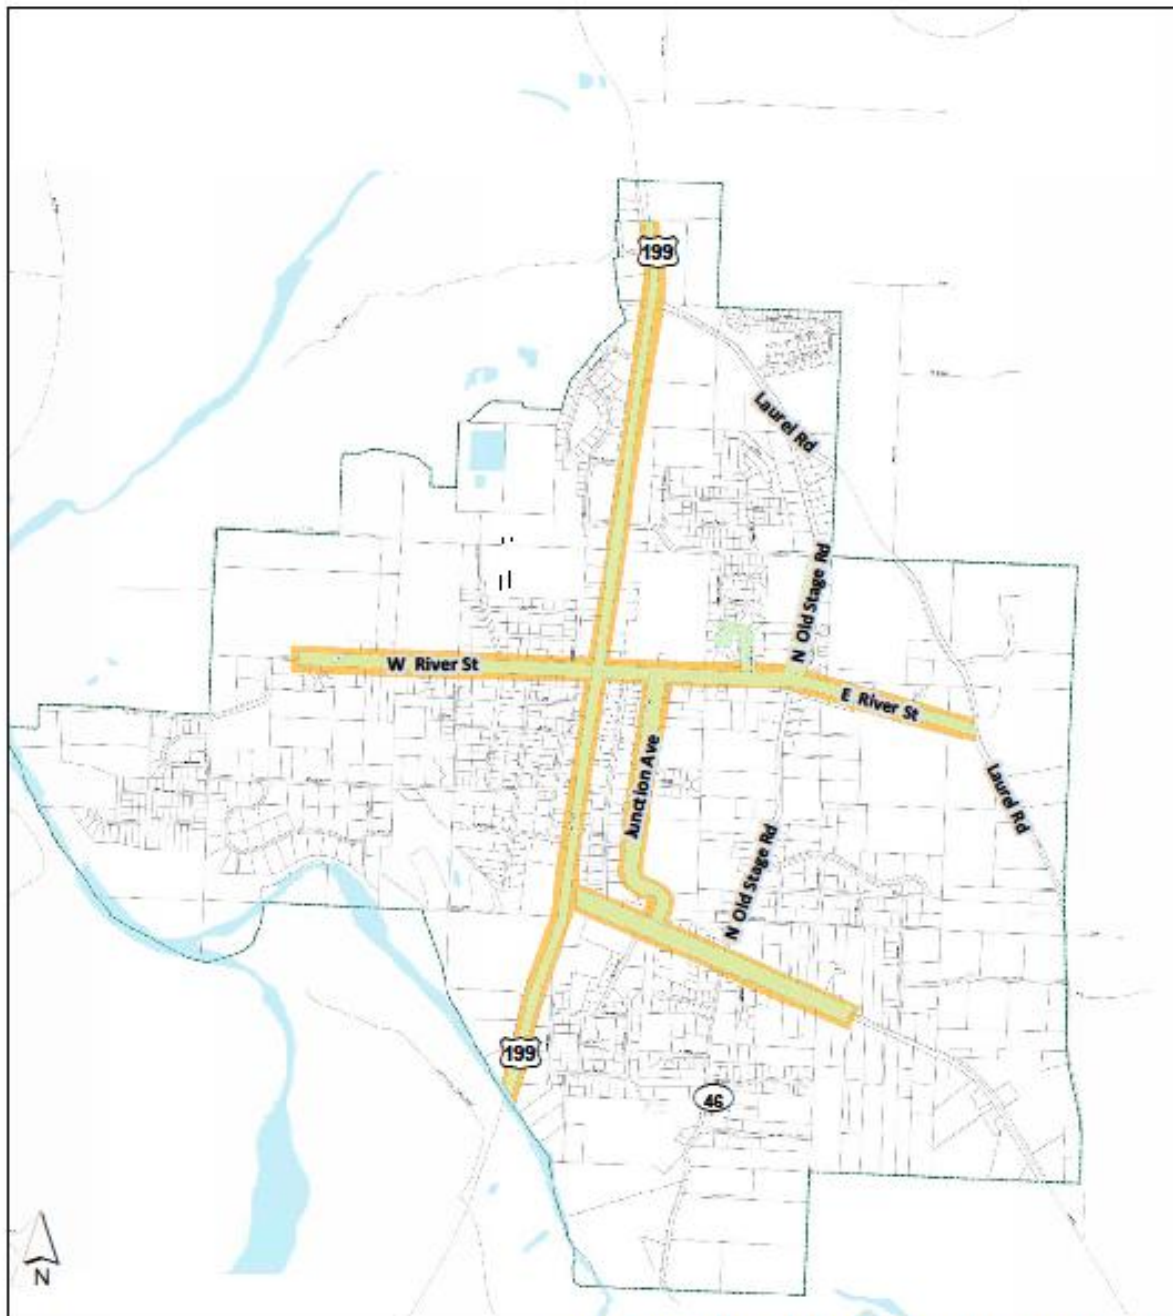 199
Laurel Rd
N Old Stage Rd
W River St
E River St
Junction Ave
Laurel Rd
N Old Stage Rd
199
46
N